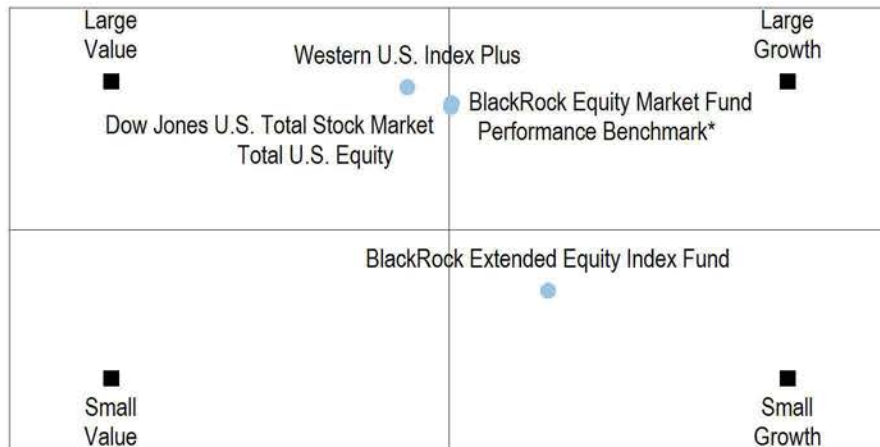 Large
Value
Large
Growth
Western U.S. Index Plus
BlackRock Equity Market Fund
Performance Benchmark*
Dow Jones U.S. Total Stock Market
Total U.S. Equity
BlackRock Extended Equity Index Fund
Small
Value
Small
Growth